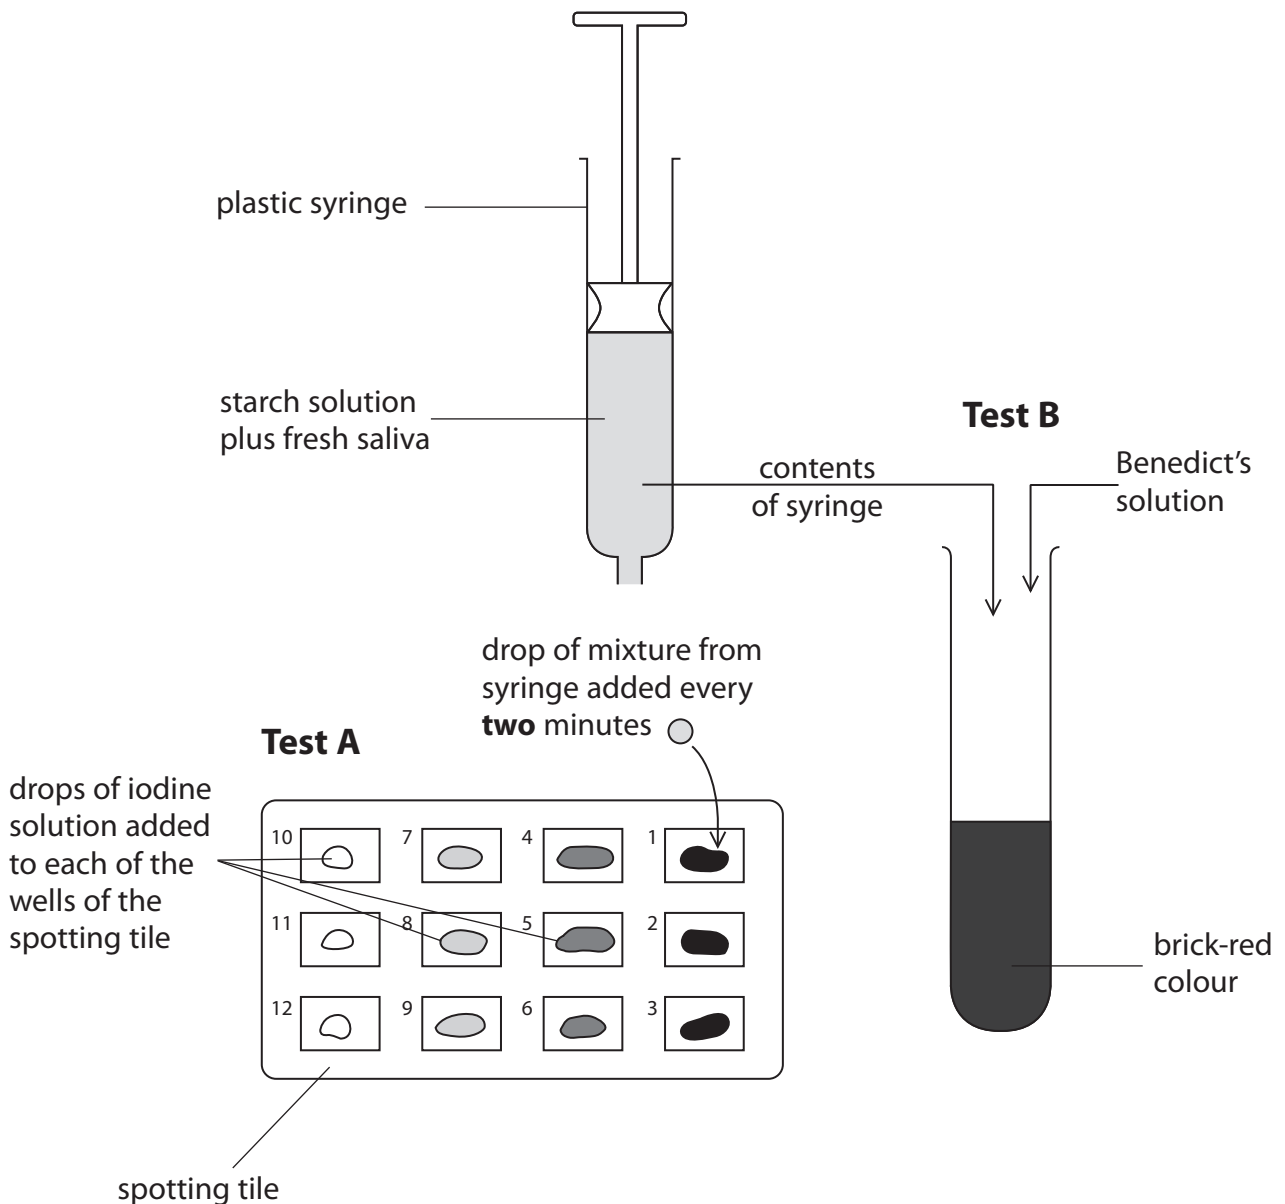 plastic syringe
starch solution
plus fresh saliva
contents
of syringe
Test B
Benedict’s
solution
drop of mixture from
syringe added every
two minutes
Test A
drops of iodine
solution added
to each of the
wells of the
spotting tile
10 7 4 1
11 8 5 2
12 9 6 3
brick-red
colour
spotting tile